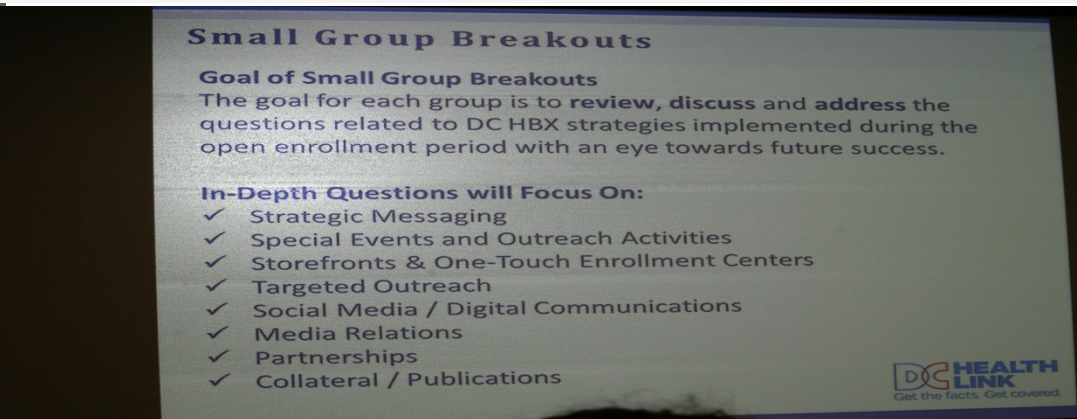 Small Group Breakouts
Goal of Small Group Breakouts
The goal for each group is to review, discuss and address the
questions related to DC HBX strategies implemented during the
open enrollment period with an eye towards future success.
In-Depth Questions will Focus On:
✓ Strategic Messaging
✓ Special Events and Outreach Activities
✓ Storefronts & One-Touch Enrollment Centers
✓ Targeted Outreach
✓ Social Media / Digital Communications
✓ Media Relations
✓ Partnerships
✓ Collateral / Publications
DC HEALTH
LINK
Get the facts. Get covered.